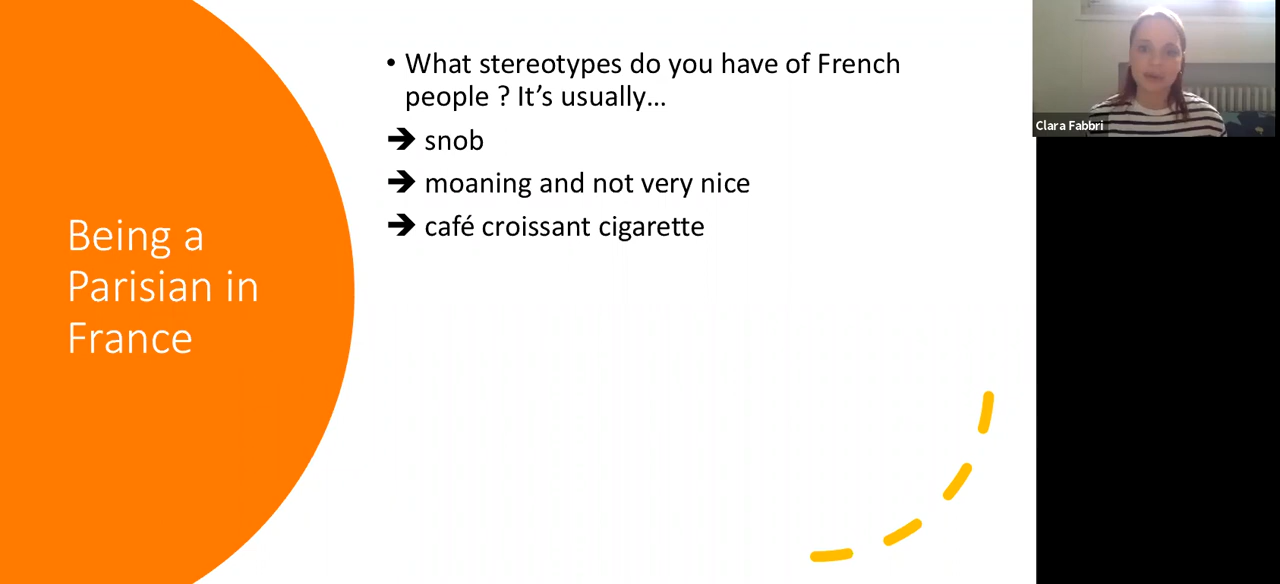 Being a
Parisian in
France
• What stereotypes do you have of French
people ? It’s usually…
➔ snob
➔ moaning and not very nice
➔ café croissant cigarette
Clara Fabbri